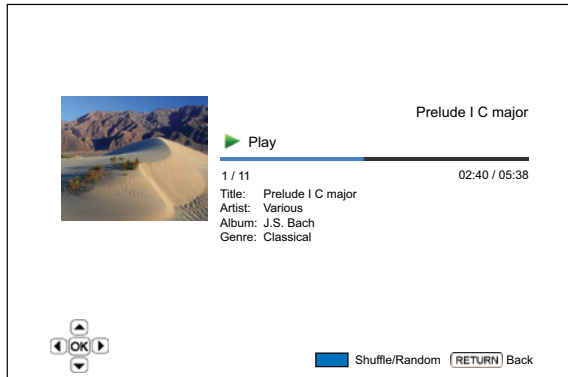 Prelude I C major
Play
1 / 11 02:40 / 05:38
Title: Prelude I C major
Artist: Various
Album: J.S. Bach
Genre: Classical
OK
Shuffle/Random RETURN Back